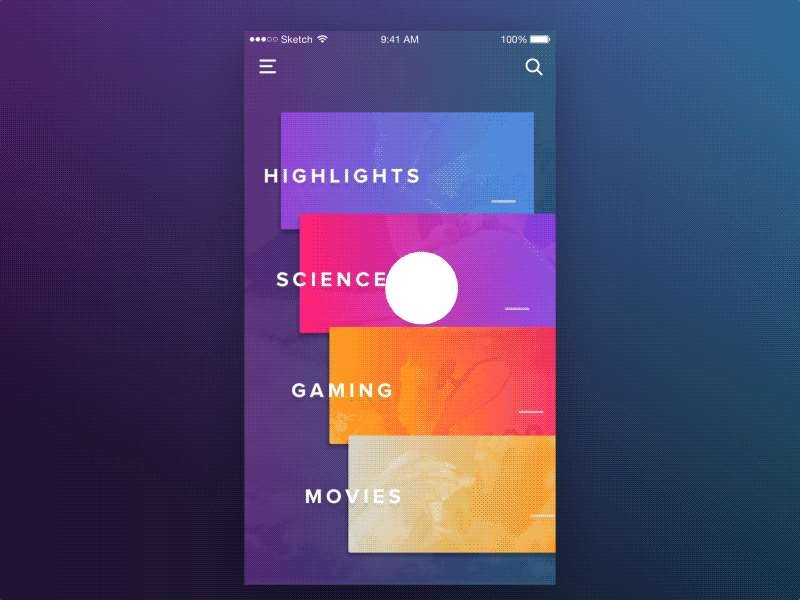 Sketch 9:41 AM 100%
HIGHLIGHTS
SCIENCE
GAMING
MOVIES